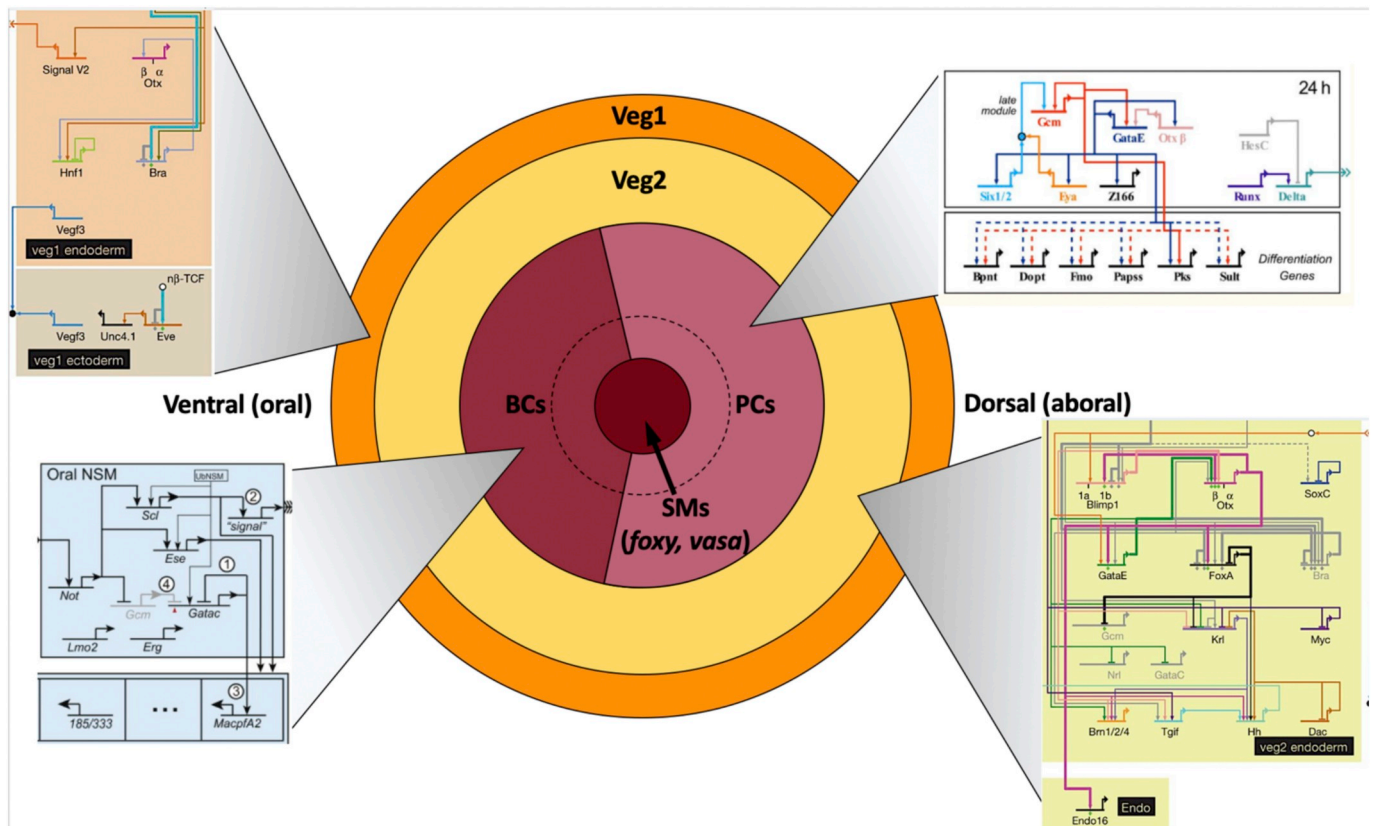 Signal V2
β α
Otx
Hnf1
Bra
Vegf3
veg1 endoderm
nβ-TCF
Vegf3
Unc4.1
Eve
veg1 ectoderm
Veg1
Veg2
BCs
PCs
SMs
(foxy, vasa)
Ventral (oral)
Dorsal (aboral)
24 h
late
module
Gcm
GataE
Otx β
HesC
Six1/2
Eya
Z166
Runx
Delta
Bpnt
Dopt
Fmo
Papss
Pks
Sult
Differentiation
Genes
Oral NSM
UbNSM
Scl
2
"signal"
Ese
1
Not
4
Gcm
Gatac
Lmo2
Erg
3
185/333
...
MacpfA2
1a 1b
Blimp1
β α
Otx
SoxC
GataE
FoxA
Bra
Gcm
Krl
Myc
Nrl
GataC
Brn1/2/4
Tgif
Hh
Dac
veg2 endoderm
Endo16
Endo